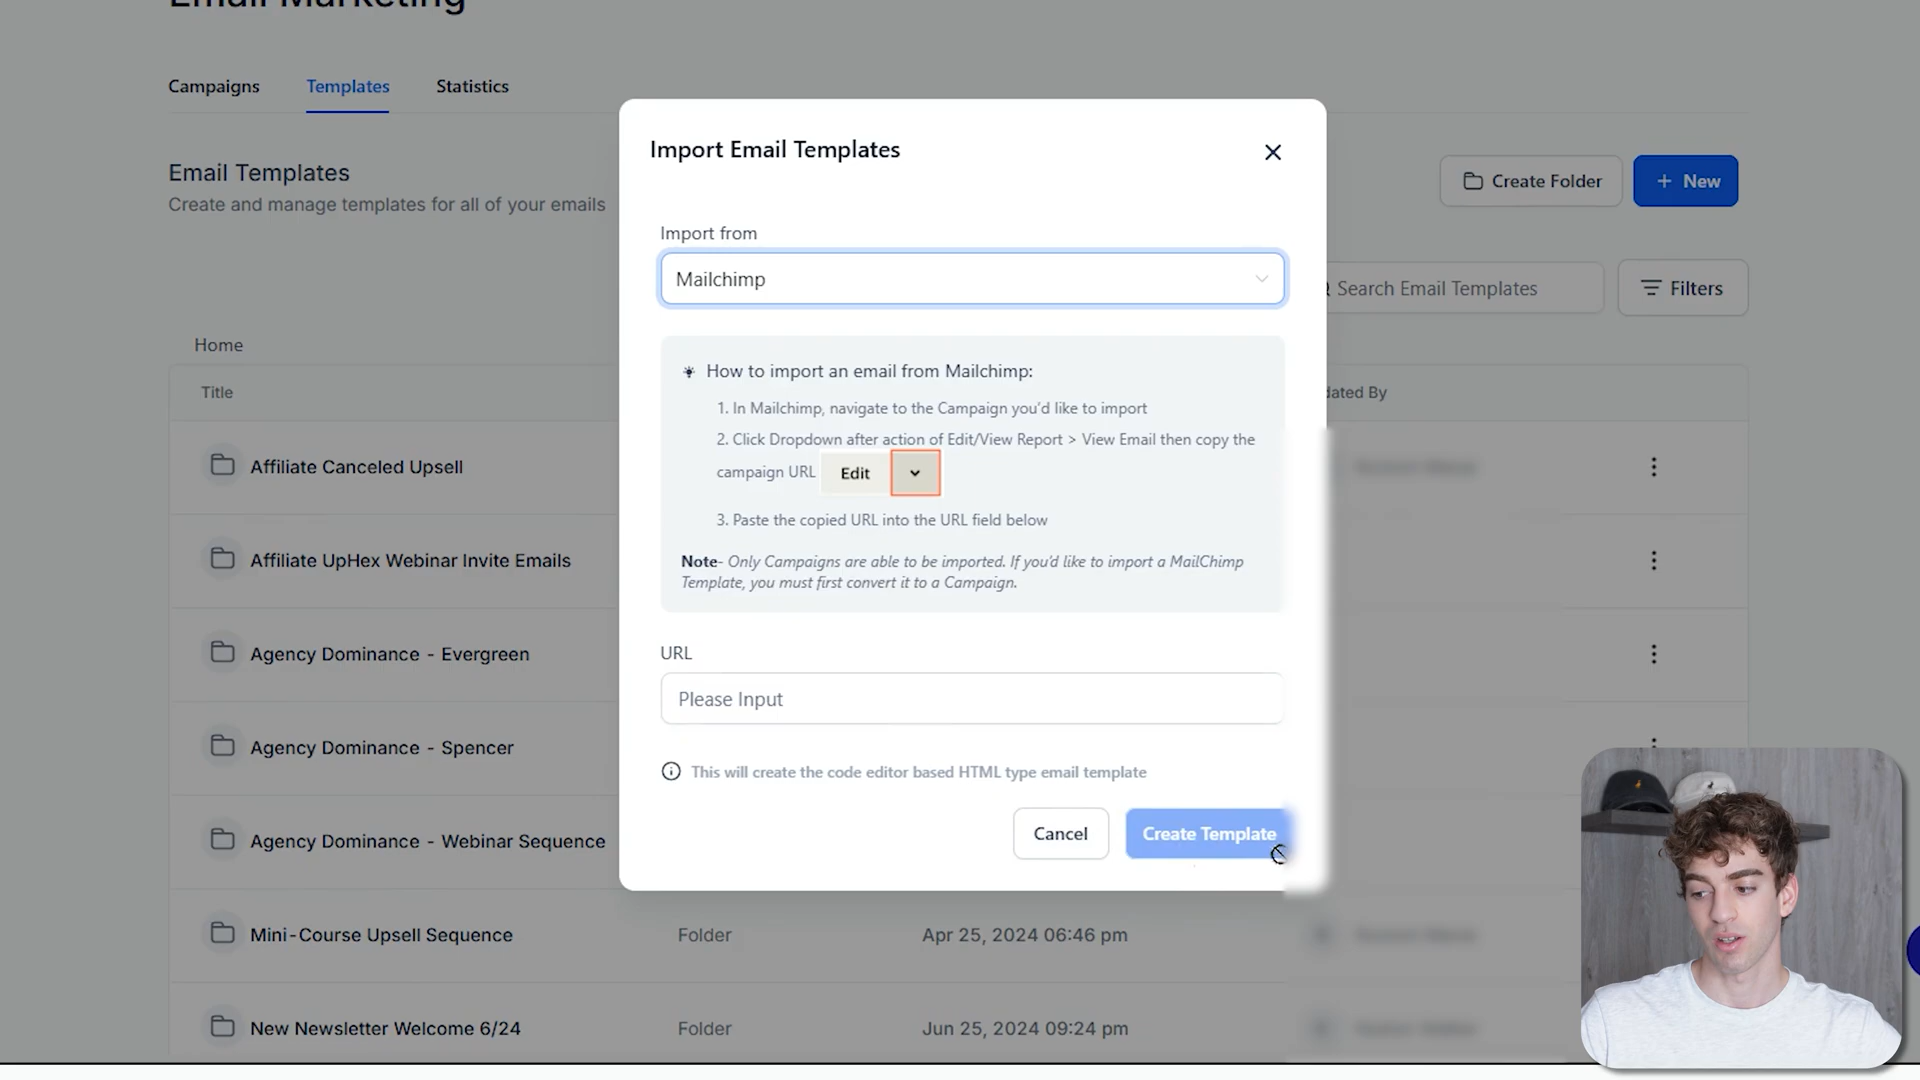 Email Marketing
Campaigns
Templates
Statistics
Email Templates
Create and manage templates for all of your emails
Create Folder
+ New
Search Email Templates
Filters
Home
Title
dated By
Affiliate Canceled Upsell
Affiliate UpHex Webinar Invite Emails
Agency Dominance - Evergreen
Agency Dominance - Spencer
Agency Dominance - Webinar Sequence
Mini-Course Upsell Sequence
Folder
Apr 25, 2024 06:46 pm
New Newsletter Welcome 6/24
Folder
Jun 25, 2024 09:24 pm
Import Email Templates
Import from
Mailchimp
How to import an email from Mailchimp:
1. In Mailchimp, navigate to the Campaign you'd like to import
2. Click Dropdown after action of Edit/View Report > View Email then copy the
campaign URL Edit
3. Paste the copied URL into the URL field below
Note- Only Campaigns are able to be imported. If you'd like to import a MailChimp
Template, you must first convert it to a Campaign.
URL
Please Input
This will create the code editor based HTML type email template
Cancel
Create Template